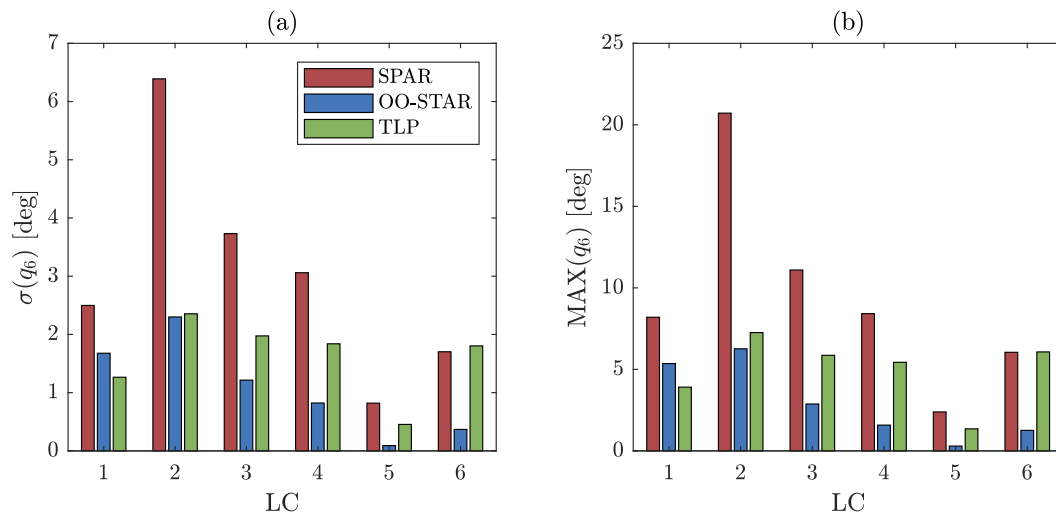 (a)
σ(q₆) [deg]
7
6
5
4
3
2
1
0
SPAR
OO-STAR
TLP
1 2 3 4 5 6
LC
(b)
MAX(q₆) [deg]
25
20
15
10
5
0
1 2 3 4 5 6
LC